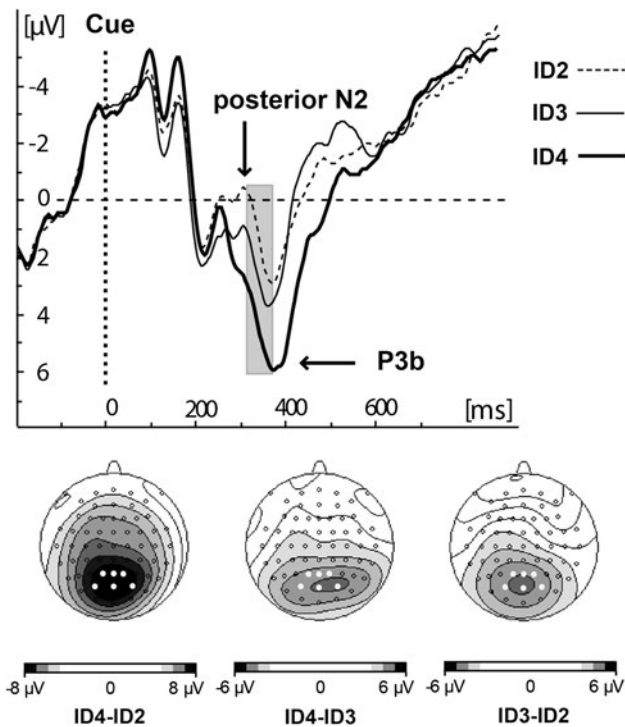 [µV]
Cue
ID2
ID3
ID4
posterior N2
P3b
-4
-2
0
2
4
6
0 200 400 600 [ms]
-8 µV 0 8 µV
ID4-ID2
-6 µV 0 6 µV
ID4-ID3
-6 µV 0 6 µV
ID3-ID2